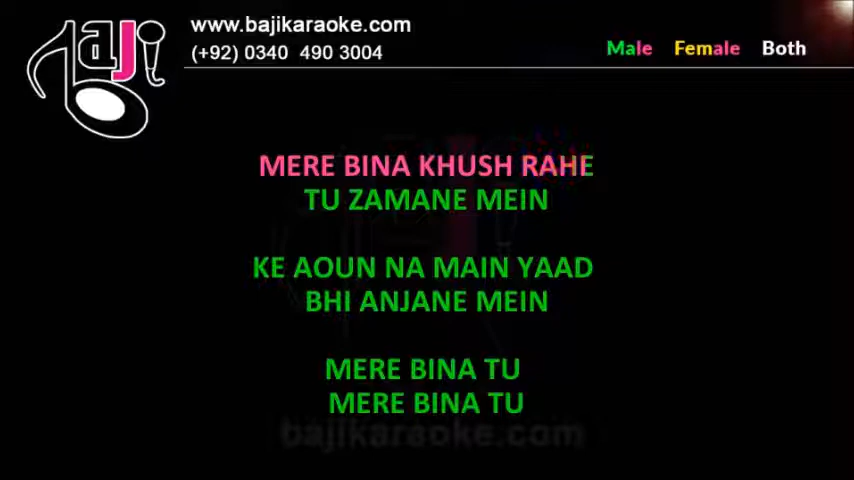 Baji
www.bajikaraoke.com
(+92) 0340 490 3004
Male Female Both
MERE BINA KHUSH RAHE
TU ZAMANE MEIN
KE AOUN NA MAIN YAAD
BHI ANJANE MEIN
MERE BINA TU
MERE BINA TU
bajikaraoke.com